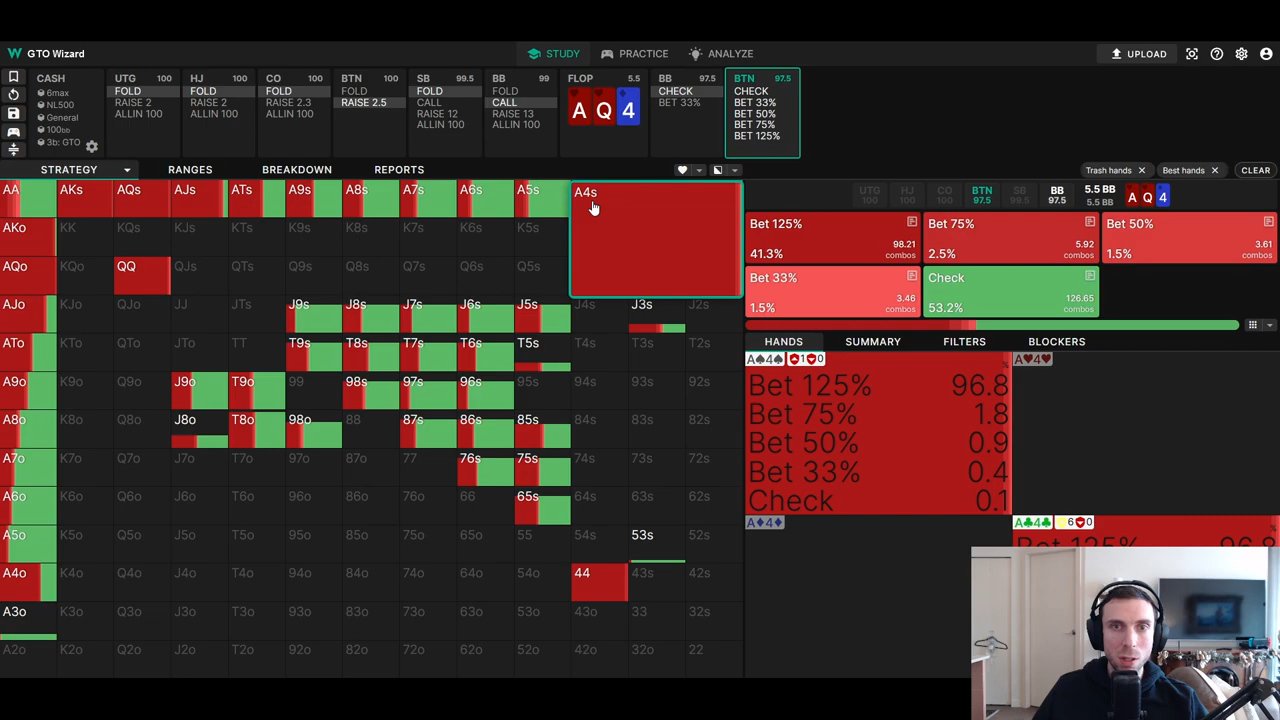 W GTO Wizard
STUDY
PRACTICE
ANALYZE
UPLOAD
CASH
6max
NL500
General
100bb
3b: GTO
UTG 100
FOLD
RAISE 2
ALLIN 100
HJ 100
FOLD
RAISE 2
ALLIN 100
CO 100
FOLD
RAISE 2.3
ALLIN 100
BTN 100
FOLD
RAISE 2.5
SB 99.5
FOLD
CALL
RAISE 12
ALLIN 100
BB 99
FOLD
CALL
RAISE 13
ALLIN 100
FLOP 5.5
A Q 4
BB 97.5
CHECK
BET 33%
BTN 97.5
CHECK
BET 33%
BET 50%
BET 75%
BET 125%
STRATEGY
RANGES
BREAKDOWN
REPORTS
Trash hands
Best hands
CLEAR
AA AKs AQs AJs ATs A9s A8s A7s A6s A5s A4s
AKo KK KQs KJs KTs K9s K8s K7s K6s K5s
AQo KQo QQ QJs QTs Q9s Q8s Q7s Q6s Q5s
AJo KJo QJo JJ JTs J9s J8s J7s J6s J5s J4s J3s J2s
ATo KTo QTo JTo TT T9s T8s T7s T6s T5s T4s T3s T2s
A9o K9o Q9o J9o T9o 99 98s 97s 96s 95s 94s 93s 92s
A8o K8o Q8o J8o T8o 98o 88 87s 86s 85s 84s 83s 82s
A7o K7o Q7o J7o T7o 97o 87o 77 76s 75s 74s 73s 72s
A6o K6o Q6o J6o T6o 96o 86o 76o 66 65s 64s 63s 62s
A5o K5o Q5o J5o T5o 95o 85o 75o 65o 55 54s 53s 52s
A4o K4o Q4o J4o T4o 94o 84o 74o 64o 54o 44 43s 42s
A3o K3o Q3o J3o T3o 93o 83o 73o 63o 53o 43o 33 32s
A2o K2o Q2o J2o T2o 92o 82o 72o 62o 52o 42o 32o 22
UTG 100
HJ 100
CO 100
BTN 97.5
SB 100
BB 97.5
5.5 BB
5.5 BB
A Q 4
Bet 125%
98.21
41.3% combos
Bet 75%
5.92
2.5% combos
Bet 50%
3.61
1.5% combos
Bet 33%
3.46
1.5% combos
Check
126.65
53.2% combos
HANDS
SUMMARY
FILTERS
BLOCKERS
A♠4♠ 1 0
Bet 125% 96.8
Bet 75% 1.8
Bet 50% 0.9
Bet 33% 0.4
Check 0.1
A♥4♥
A♦4♦
A♣4♣ 6 0
Bet 125% 96.8